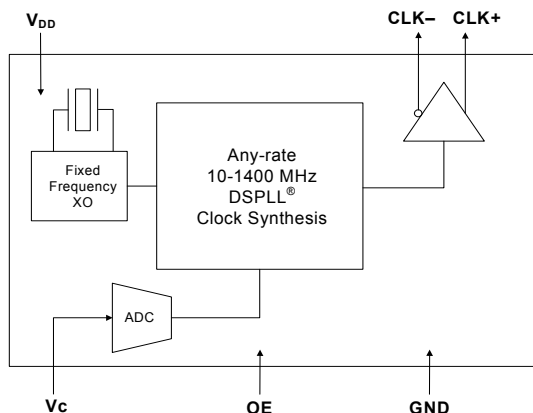 VDD
CLK– CLK+
Fixed
Frequency
XO
Any-rate
10-1400 MHz
DSPLL®
Clock Synthesis
ADC
Vc
OE
GND